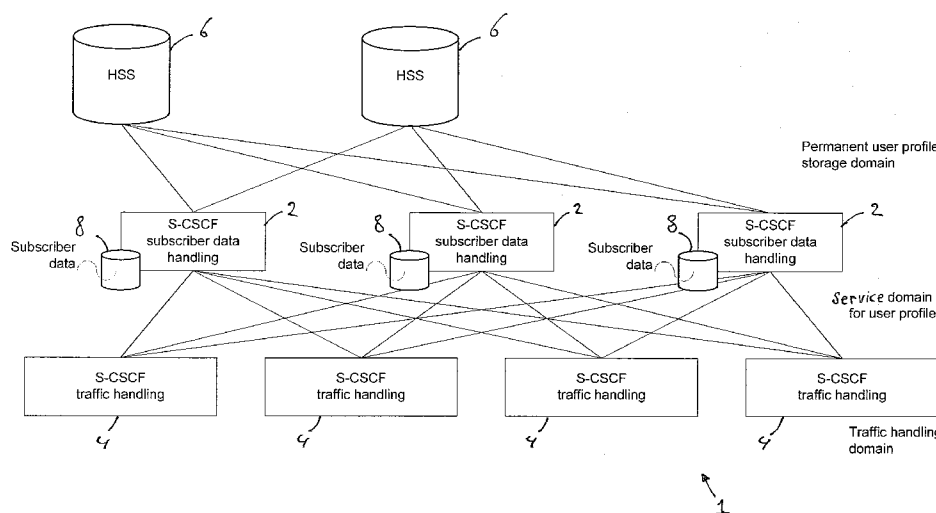 6
6
HSS
HSS
Permanent user profile
storage domain
2
2
2
8
8
8
S-CSCF
subscriber data
handling
S-CSCF
subscriber data
handling
S-CSCF
subscriber data
handling
Subscriber
data
Subscriber
data
Subscriber
data
Service domain
for user profile
S-CSCF
traffic handling
S-CSCF
traffic handling
S-CSCF
traffic handling
S-CSCF
traffic handling
4
4
4
4
Traffic handling
domain
1